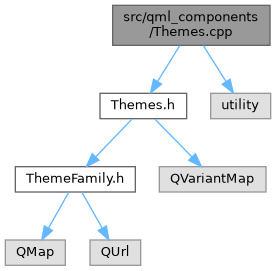 src/qml_components
/Themes.cpp
Themes.h
utility
ThemeFamily.h
QVariantMap
QMap
QUrl